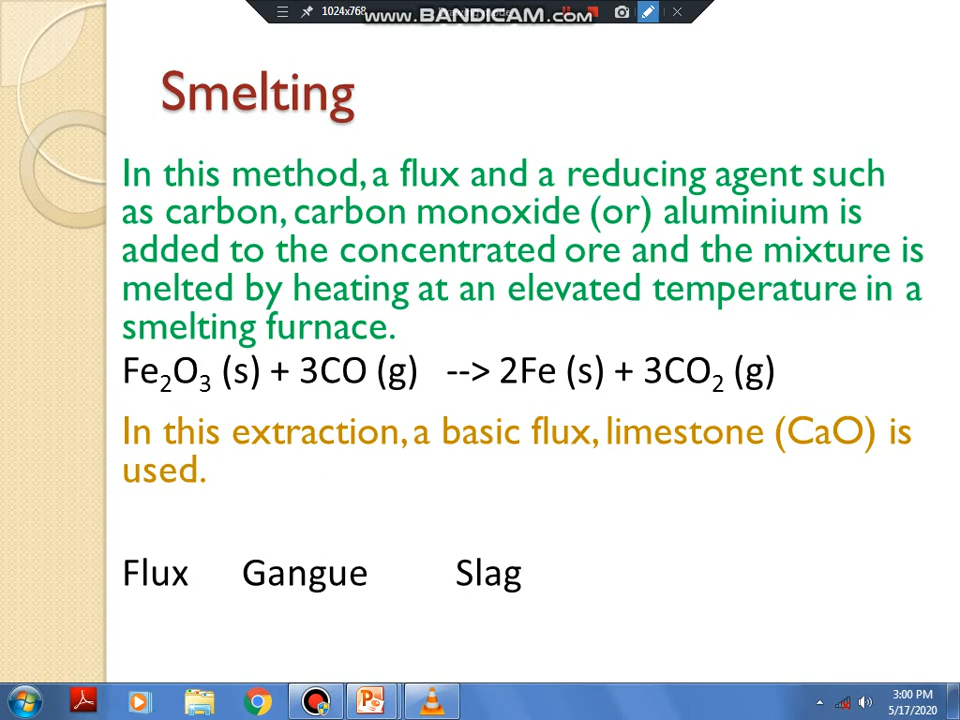 1024x768
www.BANDICAM.com
Smelting
In this method, a flux and a reducing agent such
as carbon, carbon monoxide (or) aluminium is
added to the concentrated ore and the mixture is
melted by heating at an elevated temperature in a
smelting furnace.
Fe₂O₃ (s) + 3CO (g) --> 2Fe (s) + 3CO₂ (g)
In this extraction, a basic flux, limestone (CaO) is
used.
Flux Gangue Slag
3:00 PM
5/17/2020